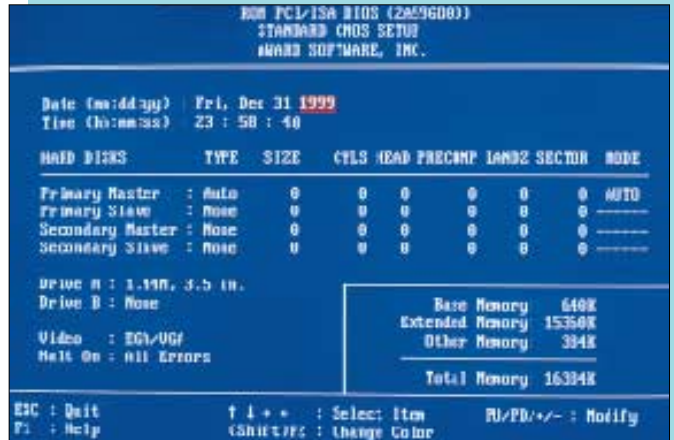 ROM PCI/ISA BIOS (2A59G00))
STANDARD CMOS SETUP
AWARD SOFTWARE, INC.
Date (mm:dd:yy) : Fri, Dec 31 1999
Time (hh:mm:ss) : 23 : 58 : 40
HARD DISKS TYPE SIZE CYLS HEAD PRECOMP LANDZ SECTOR MODE
Primary Master : Auto 0 0 0 0 0 0 AUTO
Primary Slave : None 0 0 0 0 0 0 ------
Secondary Master : None 0 0 0 0 0 0 ------
Secondary Slave : None 0 0 0 0 0 0 ------
Drive A : 1.44M, 3.5 in.
Drive B : None
Video : EGA/VGA
Halt On : All Errors
Base Memory 640K
Extended Memory 15360K
Other Memory 384K
Total Memory 16384K
ESC : Quit ↑ ↓ → ← : Select Item PU/PD/+/- : Modify
F1 : Help (Shift)F2 : Change Color